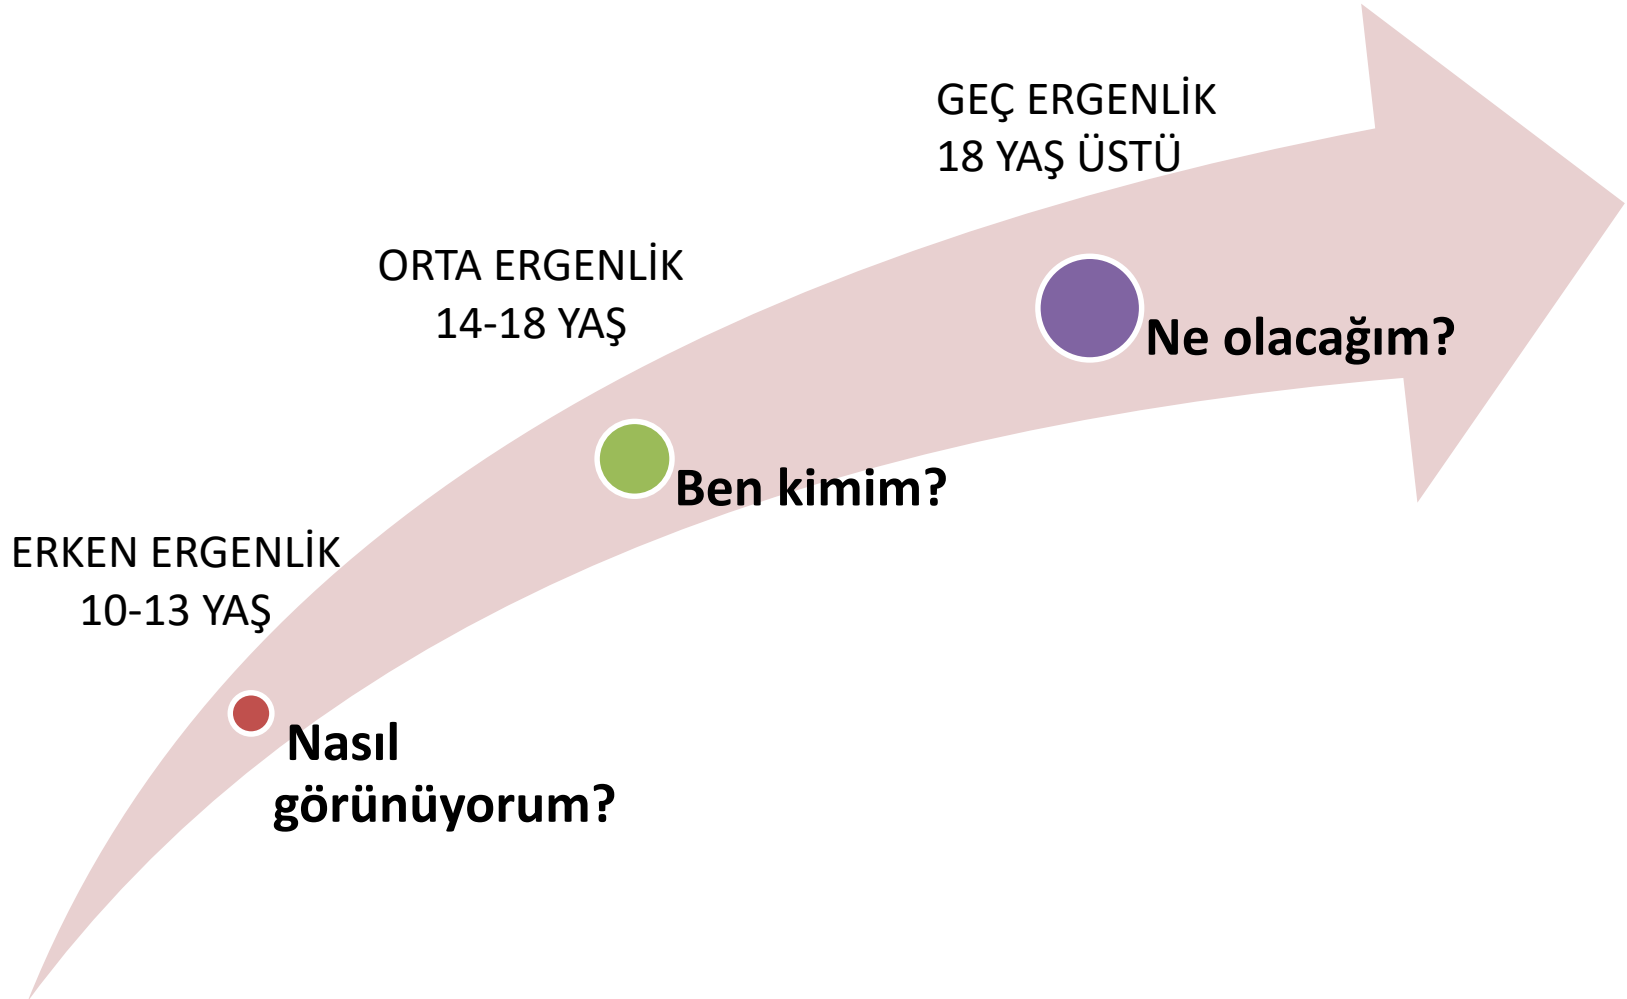 GEÇ ERGENLİK
18 YAŞ ÜSTÜ
Ne olacağım?
ORTA ERGENLİK
14-18 YAŞ
Ben kimim?
ERKEN ERGENLİK
10-13 YAŞ
Nasıl
görünüyorum?